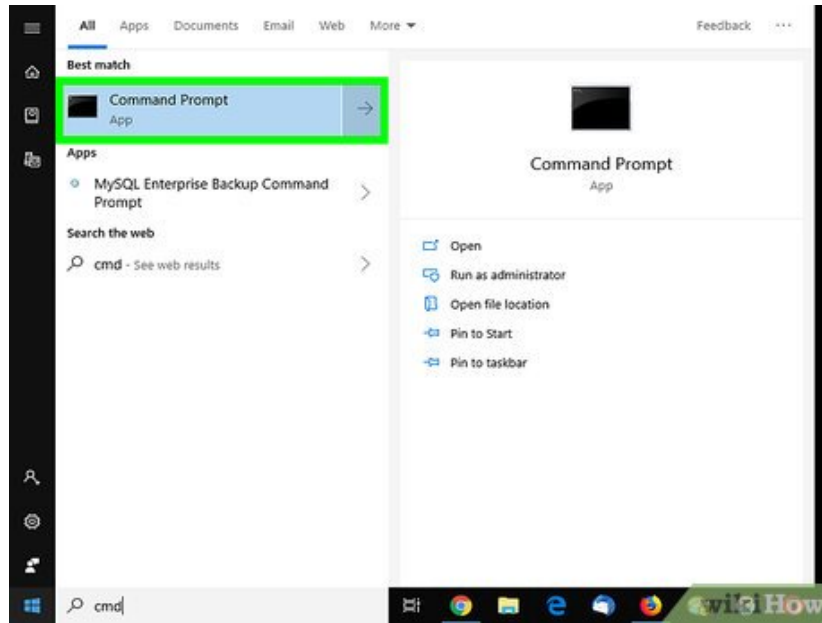 All Apps Documents Email Web More Feedback ...
Best match
Command Prompt
App
Apps
MySQL Enterprise Backup Command
Prompt
Search the web
cmd - See web results
Command Prompt
App
Open
Run as administrator
Open file location
Pin to Start
Pin to taskbar
cmd
wikiHow